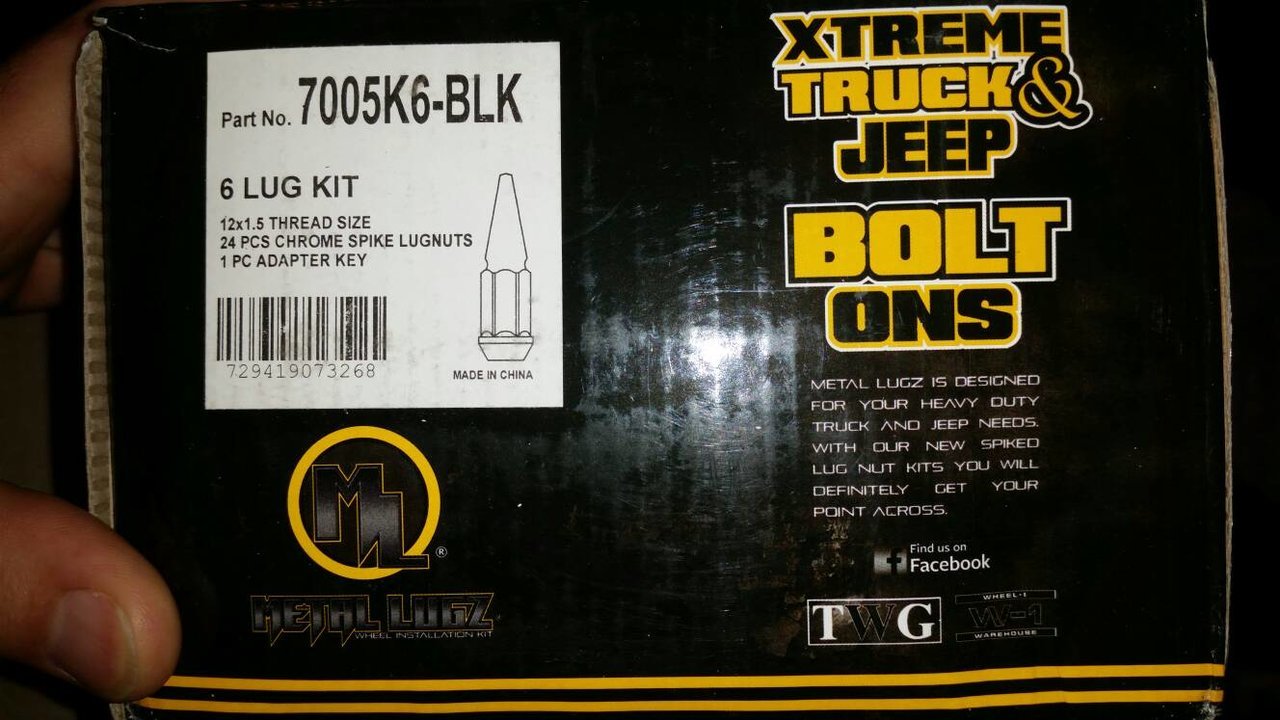 Part No. 7005K6-BLK
6 LUG KIT
12x1.5 THREAD SIZE
24 PCS CHROME SPIKE LUGNUTS
1 PC ADAPTER KEY
729419073268
MADE IN CHINA
ML®
METAL LUGZ
WHEEL INSTALLATION KIT
XTREME
TRUCK &
JEEP
BOLT
ONS
METAL LUGZ IS DESIGNED
FOR YOUR HEAVY DUTY
TRUCK AND JEEP NEEDS.
WITH OUR NEW SPIKED
LUG NUT KITS YOU WILL
DEFINITELY GET YOUR
POINT ACROSS.
f Find us on
Facebook
TWG
WHEEL-1
W-1
WAREHOUSE